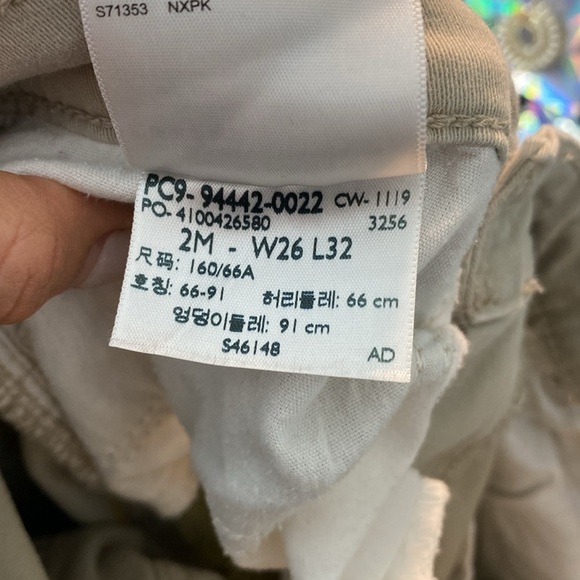 S71353 NXPK
PC9- 94442-0022 CW-1119
PO-4100426580 3256
2M - W26 L32
尺码: 160/66A
호칭: 66-91 허리둘레: 66 cm
엉덩이둘레: 91 cm
S46148 AD